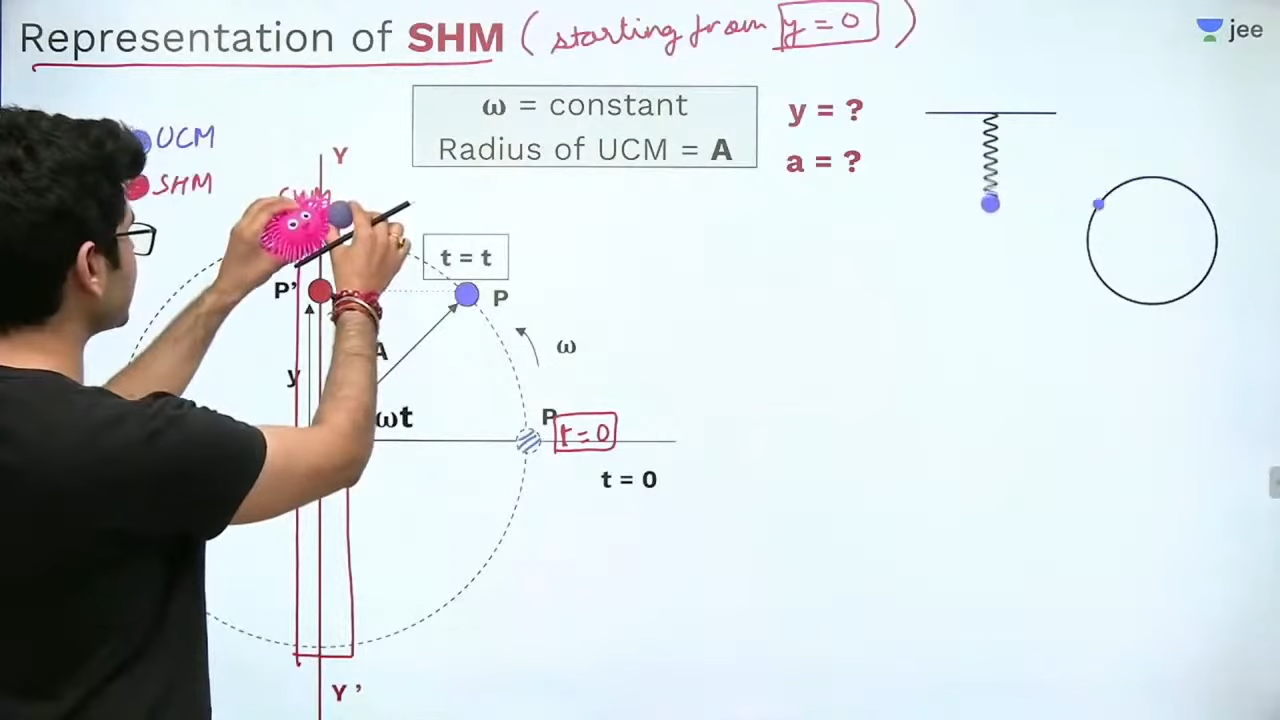 Representation of SHM (starting from y = 0)
jee
ω = constant
Radius of UCM = A
y = ?
a = ?
UCM
SHM
Y
t = t
P'
P
A
ω
y
ωt
P
t=0
t = 0
Y'